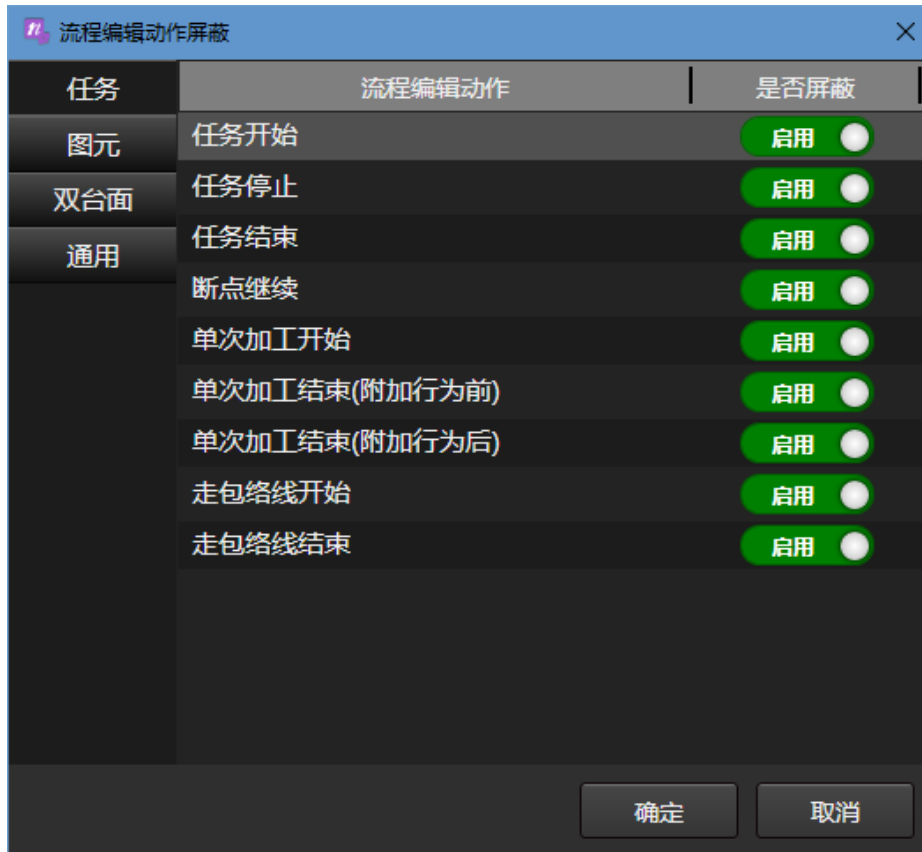 流程编辑动作屏蔽
任务 流程编辑动作 是否屏蔽
图元 任务开始 启用
双台面 任务停止 启用
通用 任务结束 启用
断点继续 启用
单次加工开始 启用
单次加工结束(附加行为前) 启用
单次加工结束(附加行为后) 启用
走包络线开始 启用
走包络线结束 启用
确定 取消